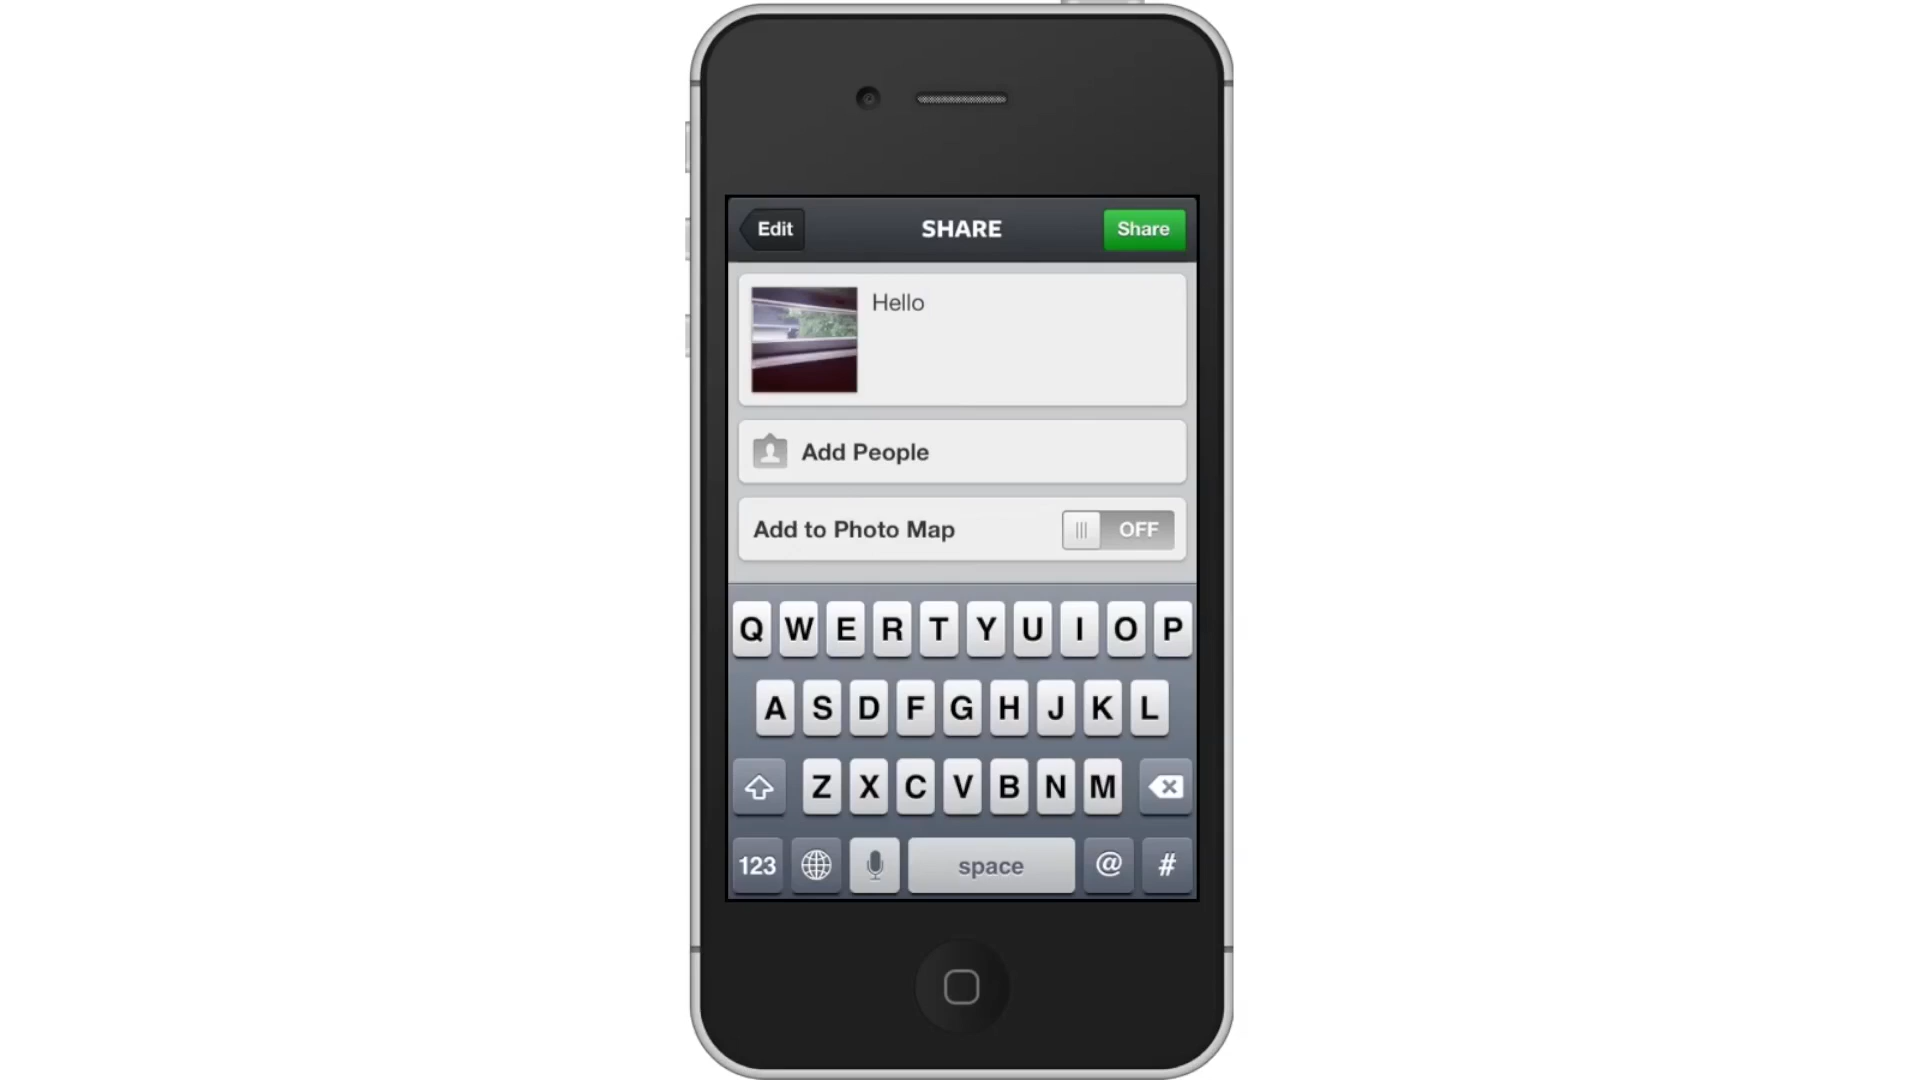 Edit SHARE Share
Hello
Add People
Add to Photo Map OFF
Q W E R T Y U I O P
A S D F G H J K L
Z X C V B N M
123 space @ #